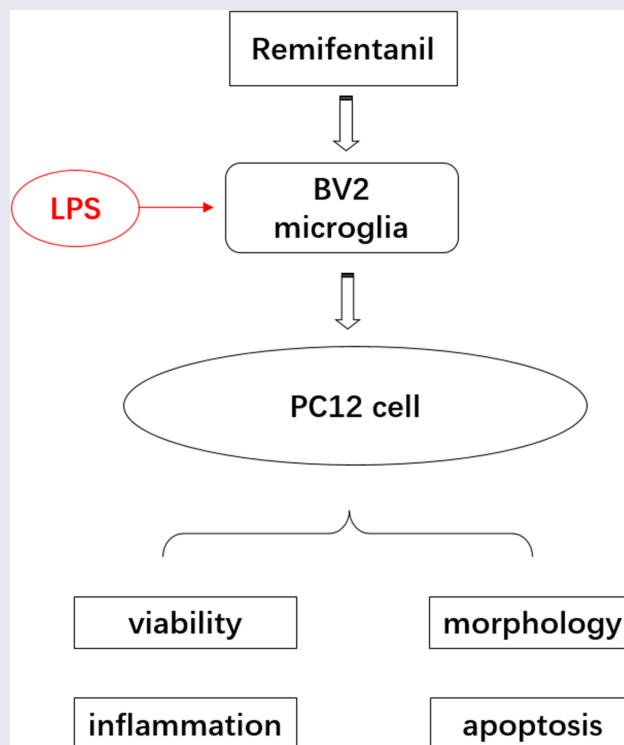 Remifentanil
LPS
BV2
microglia
PC12 cell
viability
morphology
inflammation
apoptosis